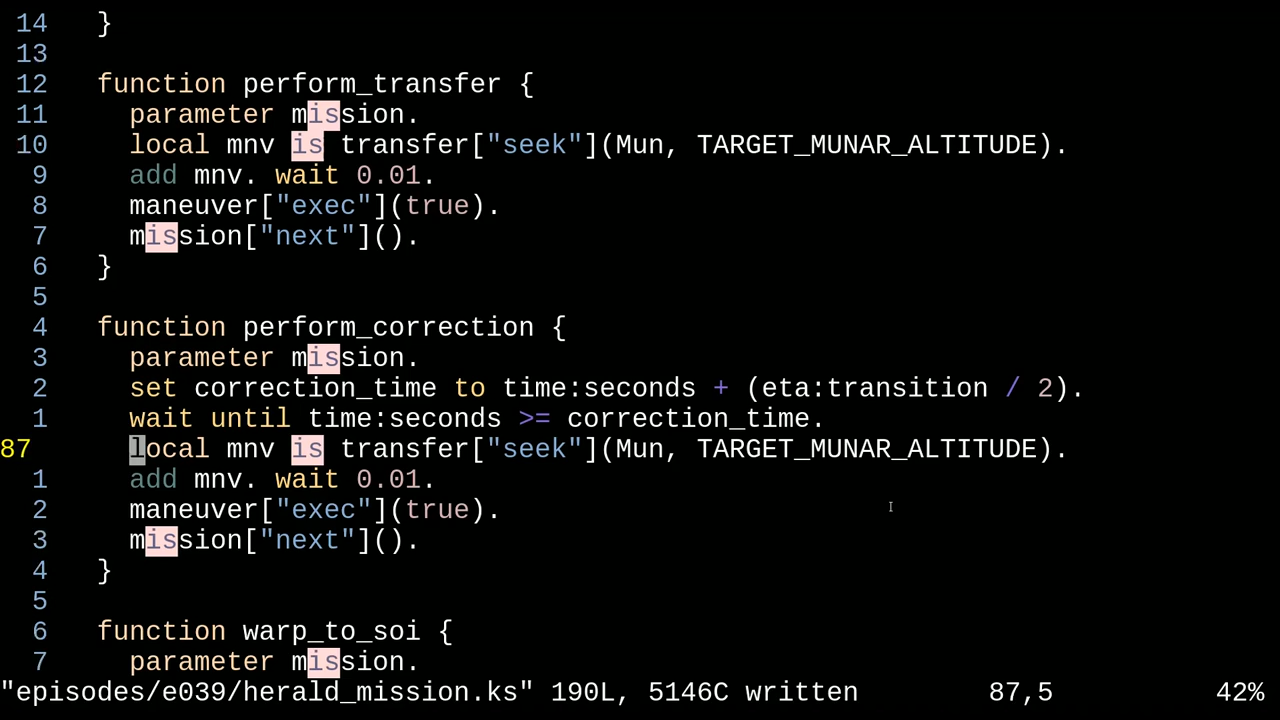 14   }
13
12   function perform_transfer {
11     parameter mission.
10     local mnv is transfer["seek"](Mun, TARGET_MUNAR_ALTITUDE).
9     add mnv. wait 0.01.
8     maneuver["exec"](true).
7     mission["next"]().
6   }
5
4   function perform_correction {
3     parameter mission.
2     set correction_time to time:seconds + (eta:transition / 2).
1     wait until time:seconds >= correction_time.
87     local mnv is transfer["seek"](Mun, TARGET_MUNAR_ALTITUDE).
1     add mnv. wait 0.01.
2     maneuver["exec"](true).
3     mission["next"]().
4   }
5
6   function warp_to_soi {
7     parameter mission.
"episodes/e039/herald_mission.ks" 190L, 5146C written 87,5 42%